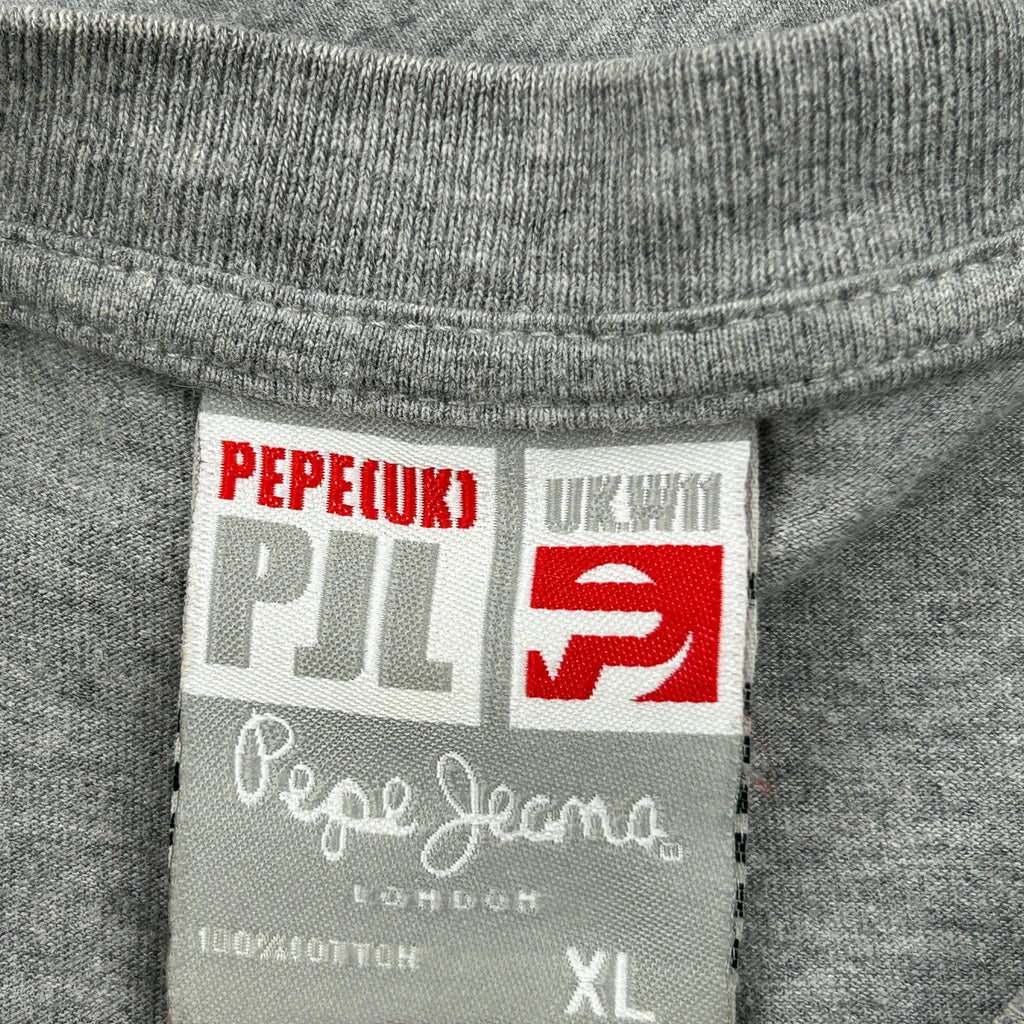 PEPE(UK)
PJL
UK.W11
Pepe Jeans
LONDON
100%COTTON
XL